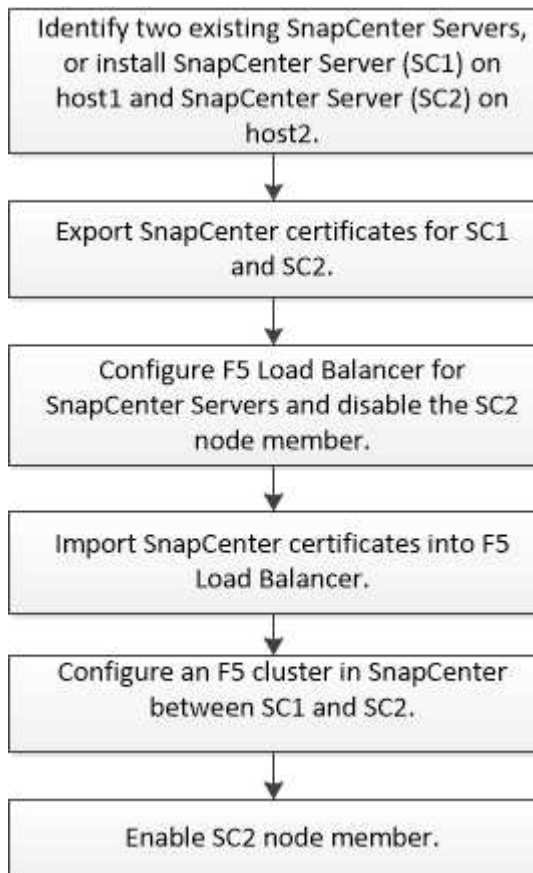 Identify two existing SnapCenter Servers,
or install SnapCenter Server (SC1) on
host1 and SnapCenter Server (SC2) on
host2.
Export SnapCenter certificates for SC1
and SC2.
Configure F5 Load Balancer for
SnapCenter Servers and disable the SC2
node member.
Import SnapCenter certificates into F5
Load Balancer.
Configure an F5 cluster in SnapCenter
between SC1 and SC2.
Enable SC2 node member.